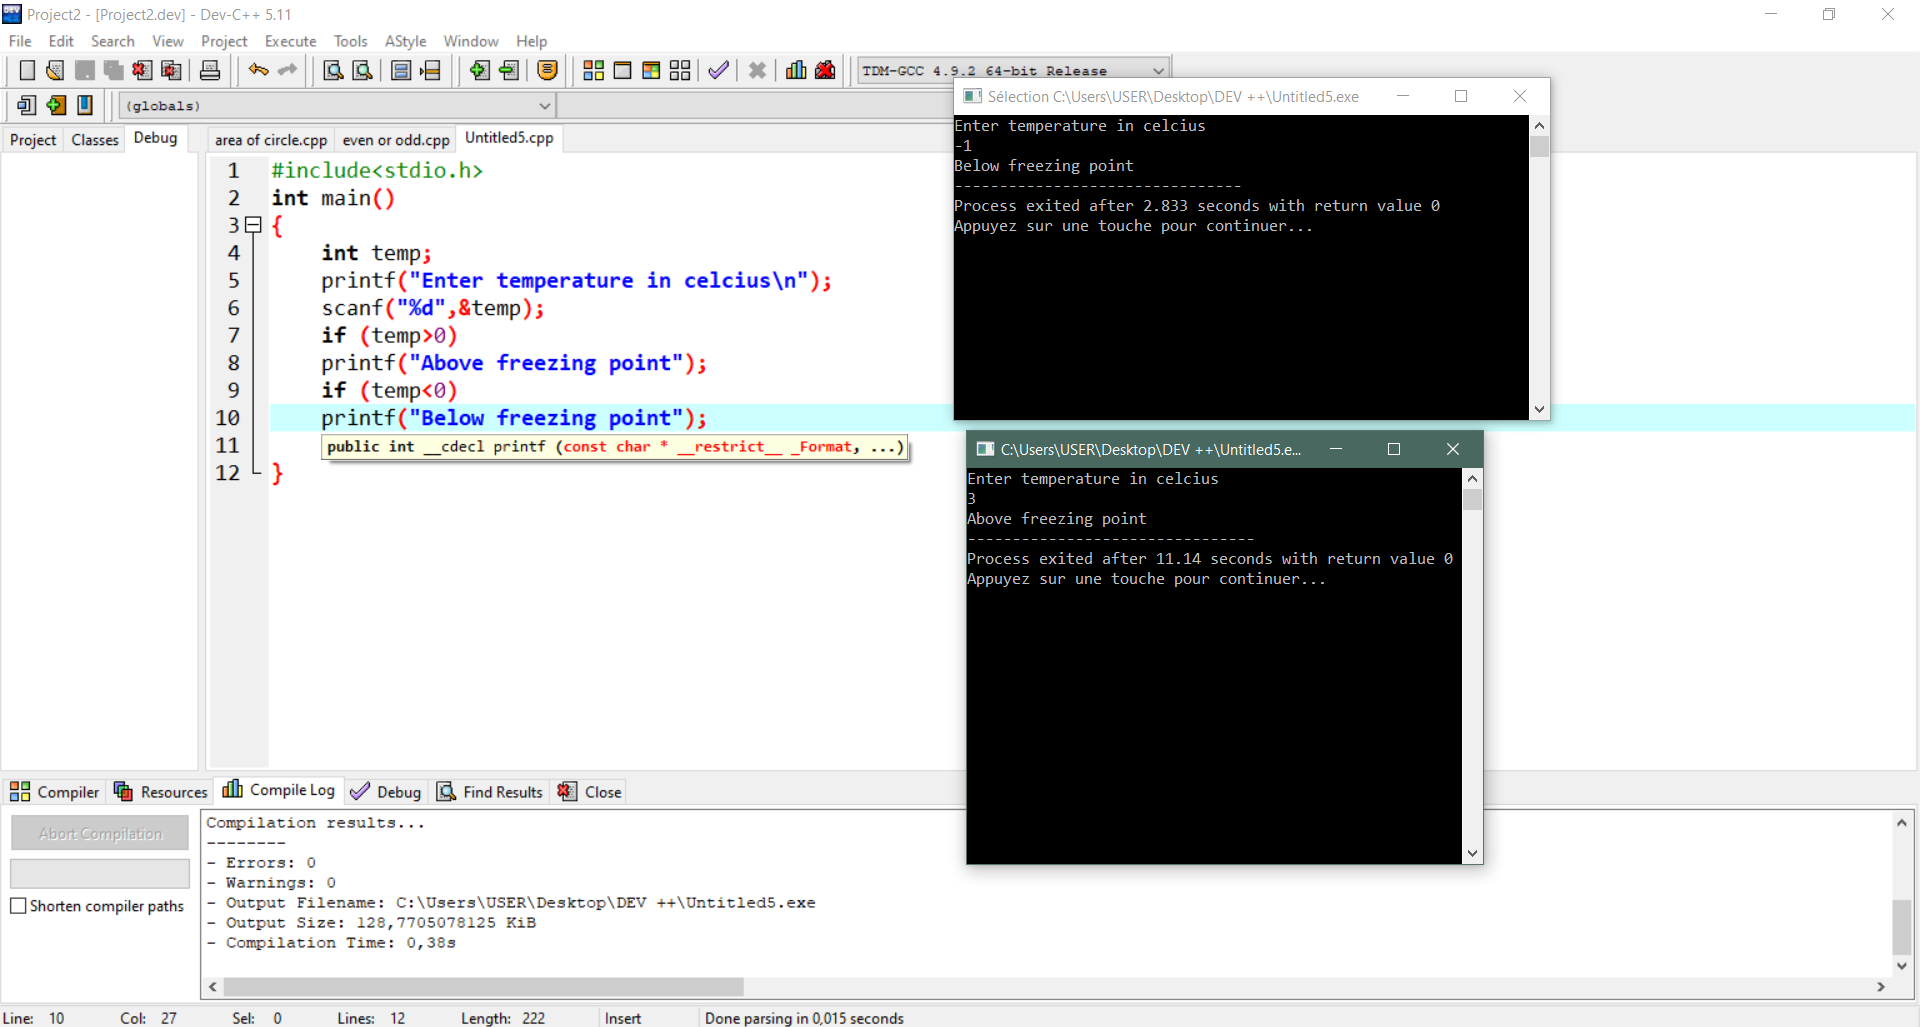 Project2 - [Project2.dev] - Dev-C++ 5.11
File Edit Search View Project Execute Tools AStyle Window Help
TDM-GCC 4.9.2 64-bit Release
(globals)
Project Classes Debug
area of circle.cpp even or odd.cpp Untitled5.cpp
1 #include<stdio.h>
2 int main()
3 {
4 int temp;
5 printf("Enter temperature in celcius\n");
6 scanf("%d",&temp);
7 if (temp>0)
8 printf("Above freezing point");
9 if (temp<0)
10 printf("Below freezing point");
11 public int __cdecl printf (const char * __restrict__ _Format, ...)
12 }
Sélection C:\Users\USER\Desktop\DEV ++\Untitled5.exe
Enter temperature in celcius
-1
Below freezing point
--------------------------------
Process exited after 2.833 seconds with return value 0
Appuyez sur une touche pour continuer...
C:\Users\USER\Desktop\DEV ++\Untitled5.e...
Enter temperature in celcius
3
Above freezing point
--------------------------------
Process exited after 11.14 seconds with return value 0
Appuyez sur une touche pour continuer...
Compiler Resources Compile Log Debug Find Results Close
Abort Compilation
Shorten compiler paths
Compilation results...
--------
- Errors: 0
- Warnings: 0
- Output Filename: C:\Users\USER\Desktop\DEV ++\Untitled5.exe
- Output Size: 128,7705078125 KiB
- Compilation Time: 0,38s
Line: 10 Col: 27 Sel: 0 Lines: 12 Length: 222 Insert Done parsing in 0,015 seconds